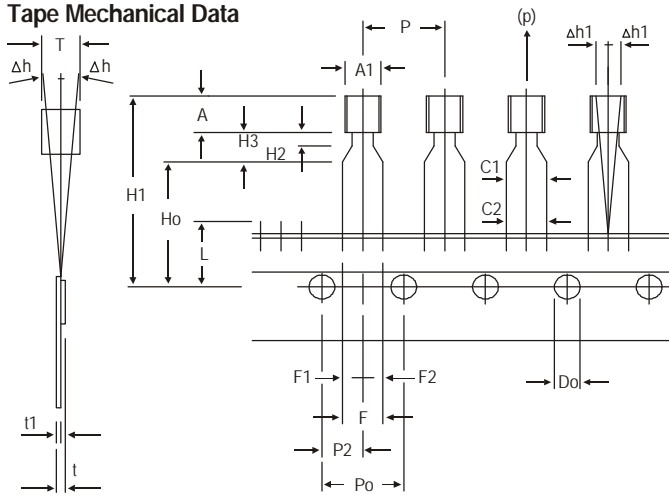 Tape Mechanical Data
T
Δh
Δh
P
(p)
Δh1
Δh1
A1
A
H3
H2
H1
Ho
L
C1
C2
F1
F2
F
Do
P2
Po
t1
t